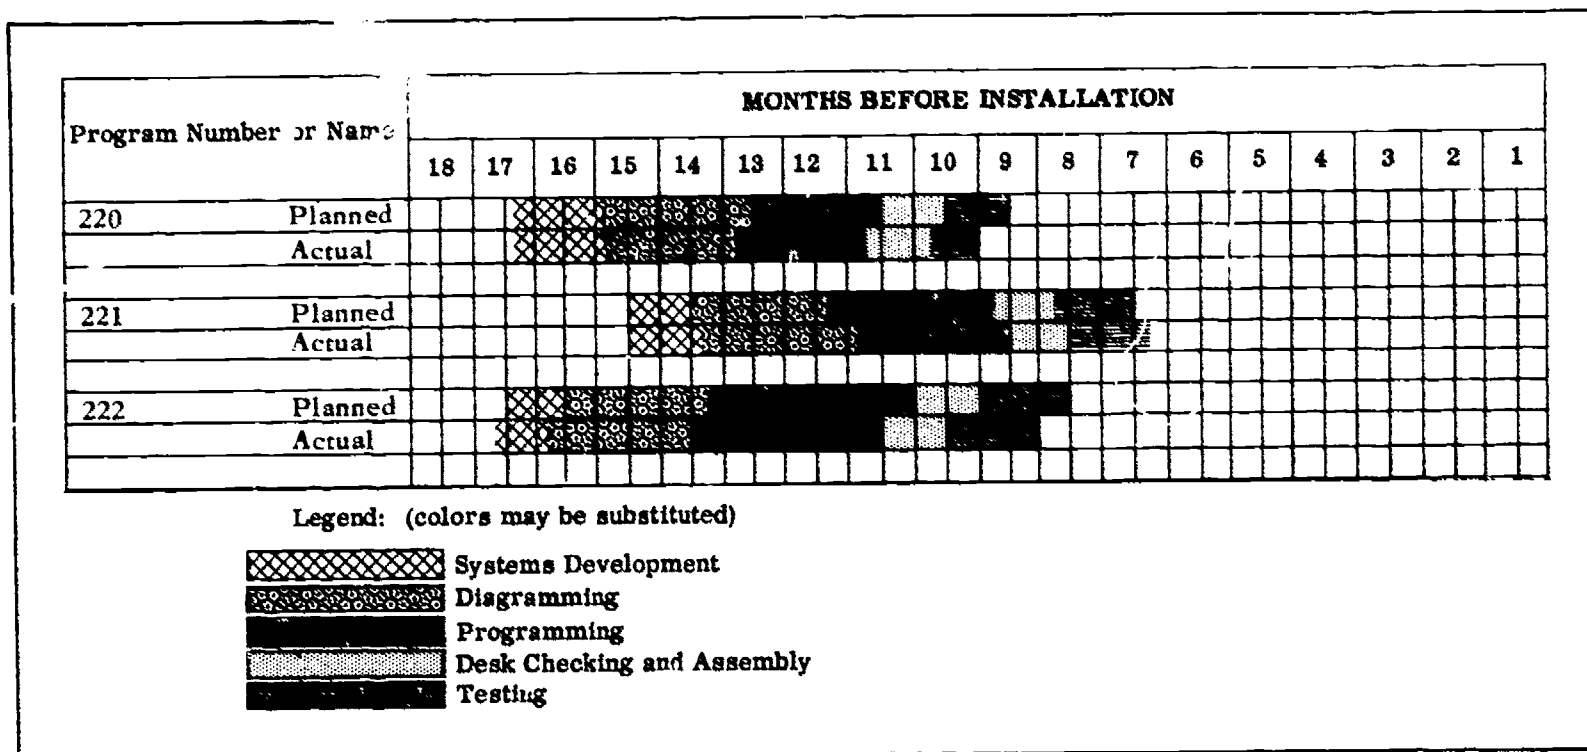 MONTHS BEFORE INSTALLATION
Program Number or Name
18 17 16 15 14 13 12 11 10 9 8 7 6 5 4 3 2 1
220 Planned
Actual
221 Planned
Actual
222 Planned
Actual
Legend: (colors may be substituted)
Systems Development
Diagramming
Programming
Desk Checking and Assembly
Testing